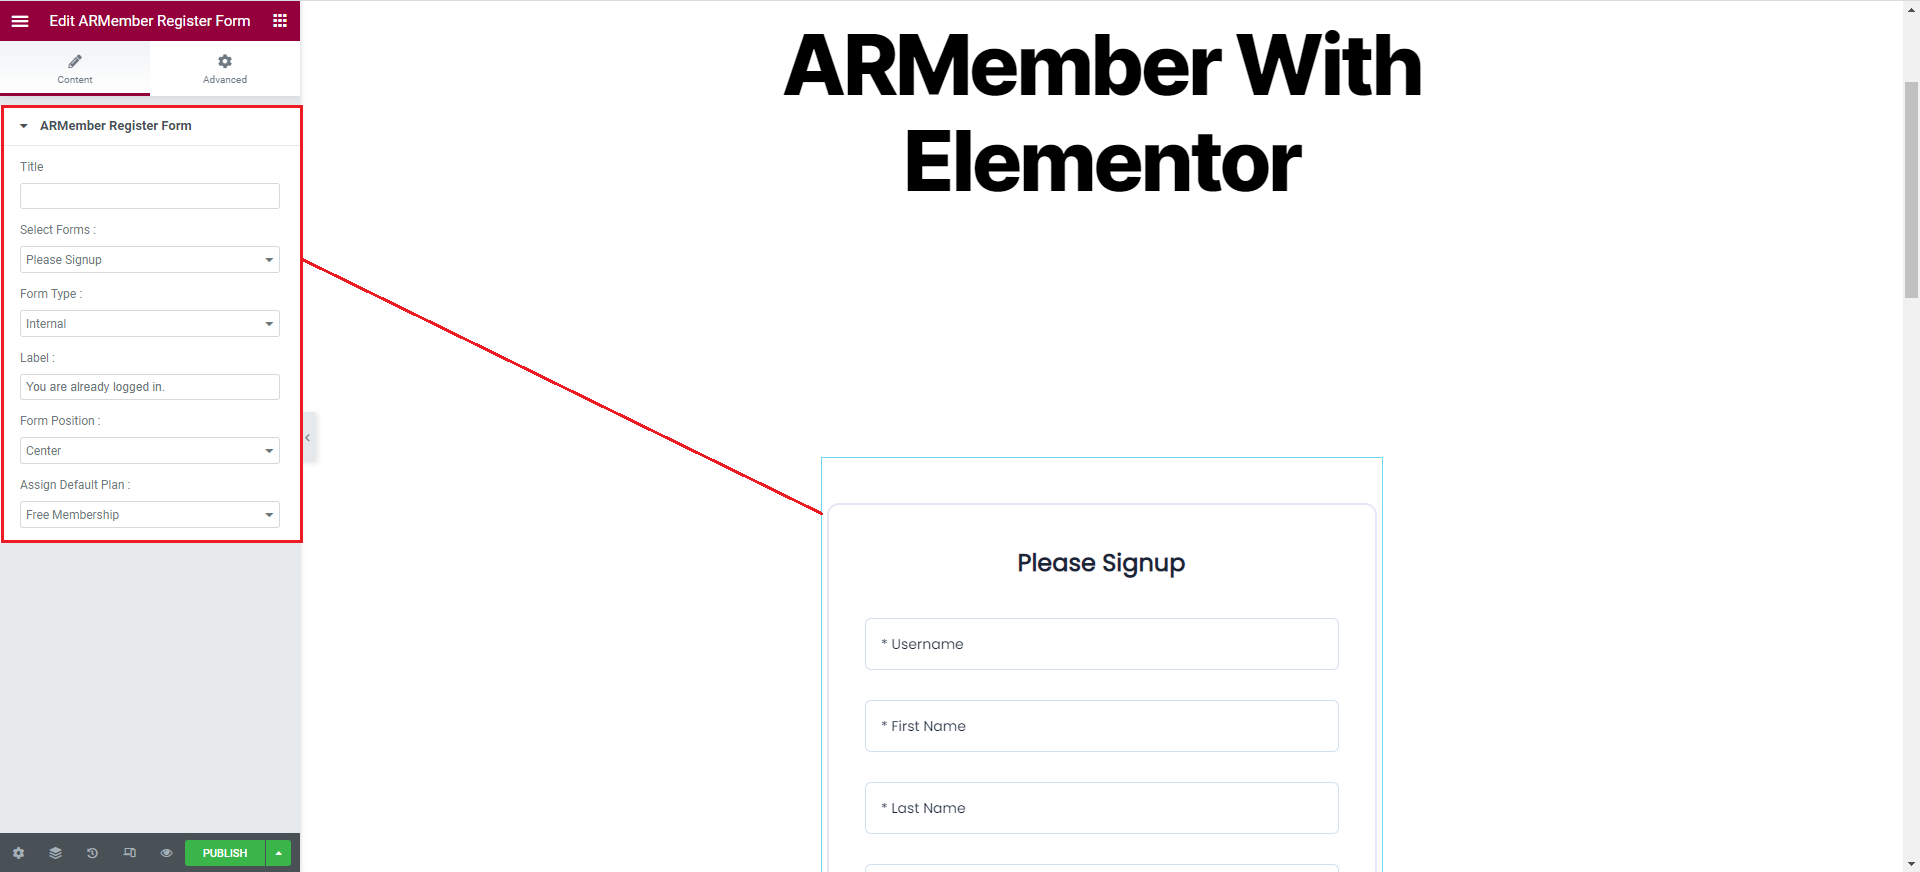 Edit ARMember Register Form
Content
Advanced
ARMember Register Form
Title
Select Forms :
Please Signup
Form Type :
Internal
Label :
You are already logged in.
Form Position :
Center
Assign Default Plan :
Free Membership
PUBLISH
ARMember With
Elementor
Please Signup
* Username
* First Name
* Last Name